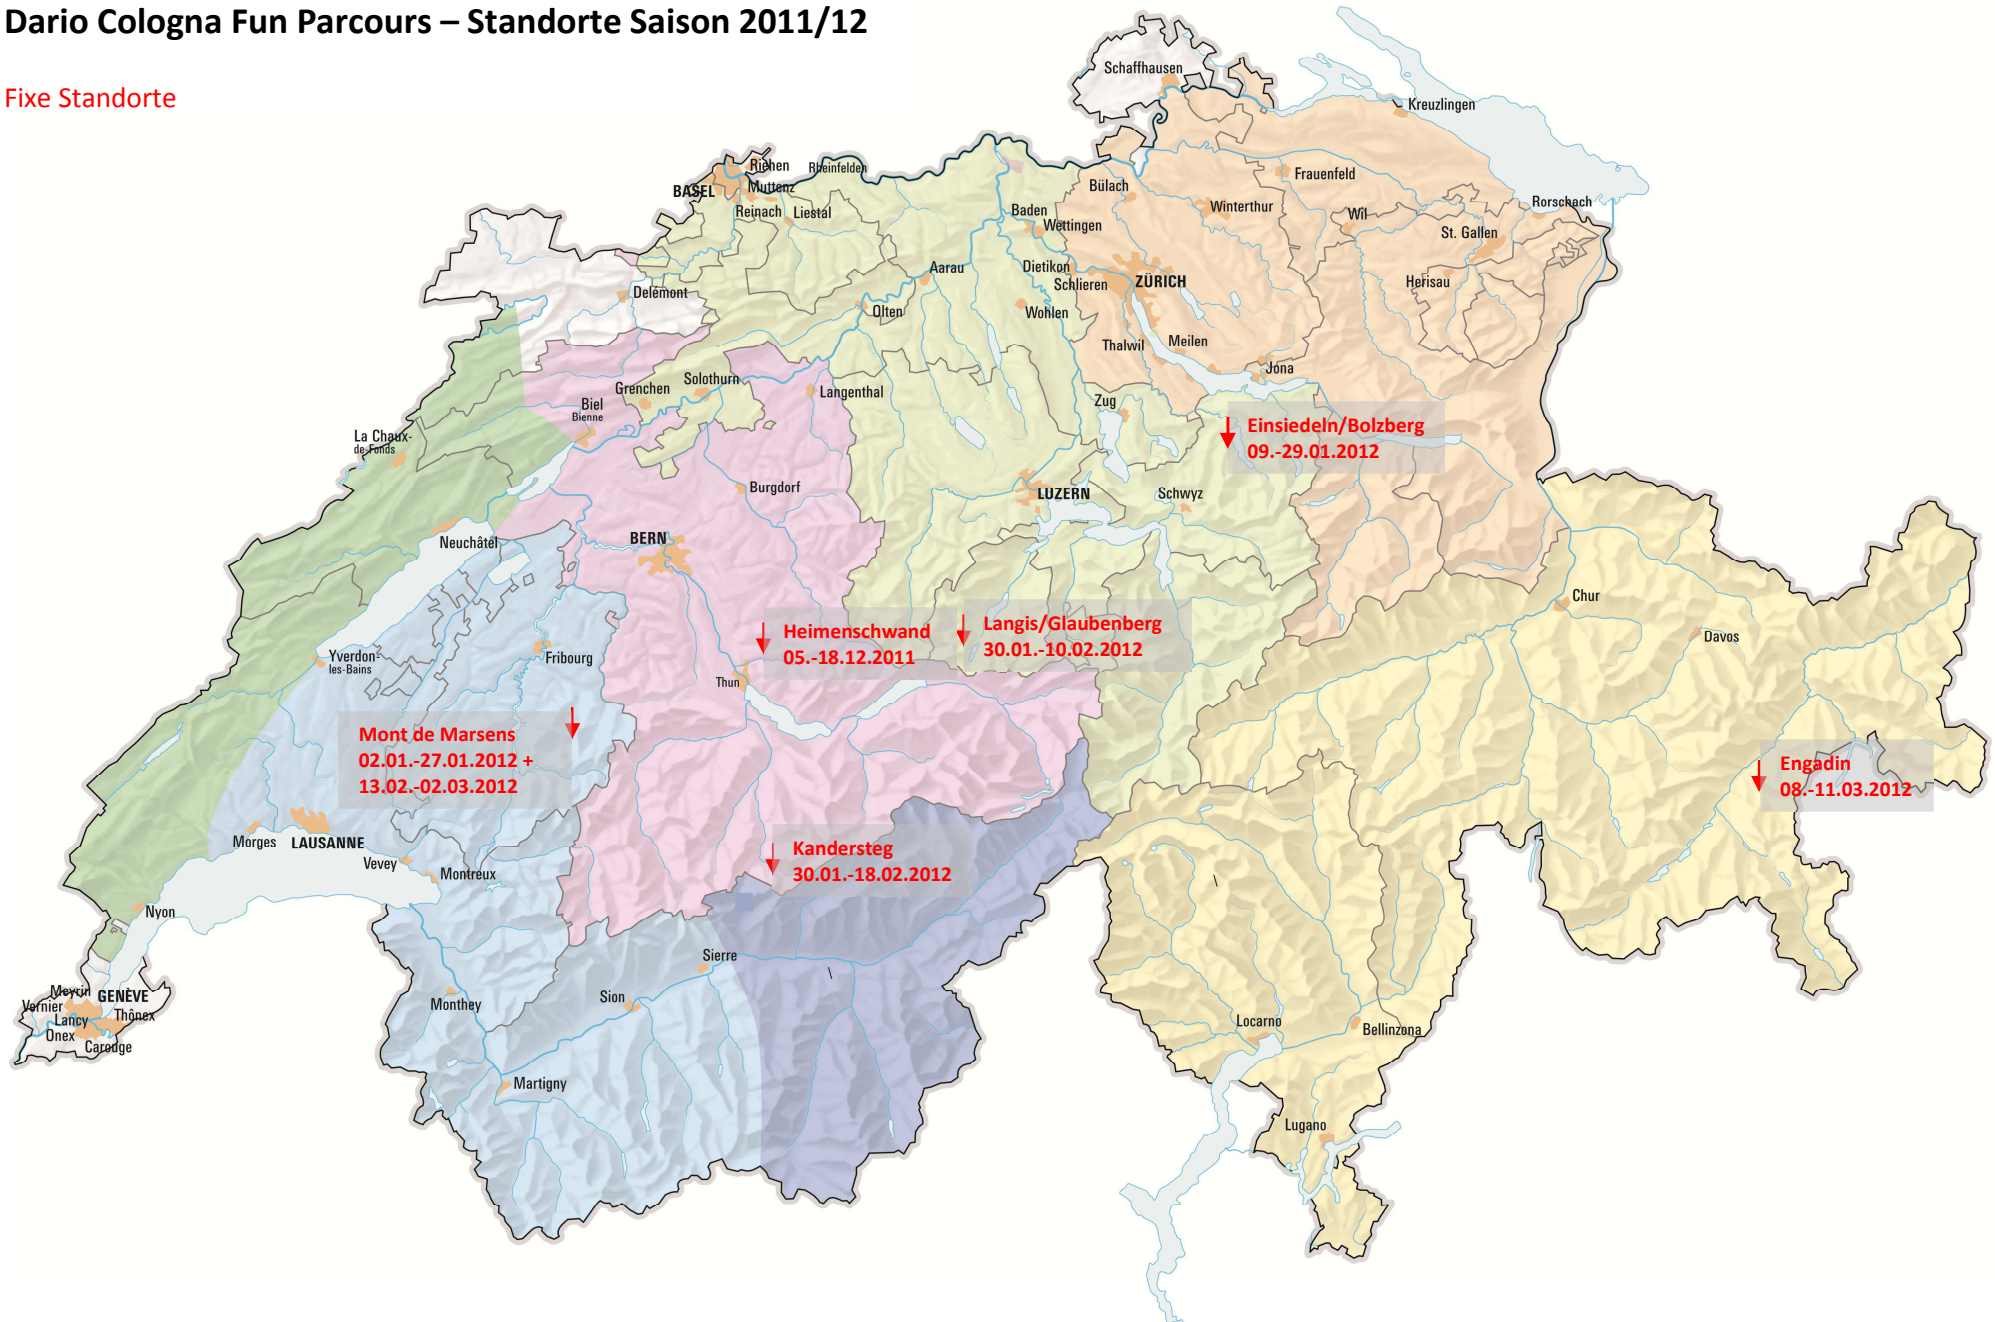 Dario Cologna Fun Parcours – Standorte Saison 2011/12
Fixe Standorte
Schaffhausen
Kreuzlingen
Riehen
Rheinfelden
BASEL
Muttenz
Reinach
Liestal
Frauenfeld
Bülach
Winterthur
Wil
Rorschach
St. Gallen
Baden
Wettingen
Aarau
Dietikon
Schlieren
ZÜRICH
Herisau
Delémont
Olten
Wohlen
Thalwil
Meilen
Jona
Grenchen
Solothurn
Langenthal
Biel
Bienne
Zug
La Chaux-
de-Fonds
Einsiedeln/Bolzberg
09.-29.01.2012
Burgdorf
LUZERN
Schwyz
Neuchâtel
BERN
Chur
Davos
Heimenschwand
05.-18.12.2011
Langis/Glaubenberg
30.01.-10.02.2012
Yverdon-
les-Bains
Fribourg
Thun
Mont de Marsens
02.01.-27.01.2012 +
13.02.-02.03.2012
Engadin
08.-11.03.2012
Morges
LAUSANNE
Vevey
Montreux
Kandersteg
30.01.-18.02.2012
Nyon
Sierre
Meyrin
GENÈVE
Vernier
Lancy
Thônex
Onex
Carouge
Monthey
Sion
Locarno
Bellinzona
Martigny
Lugano